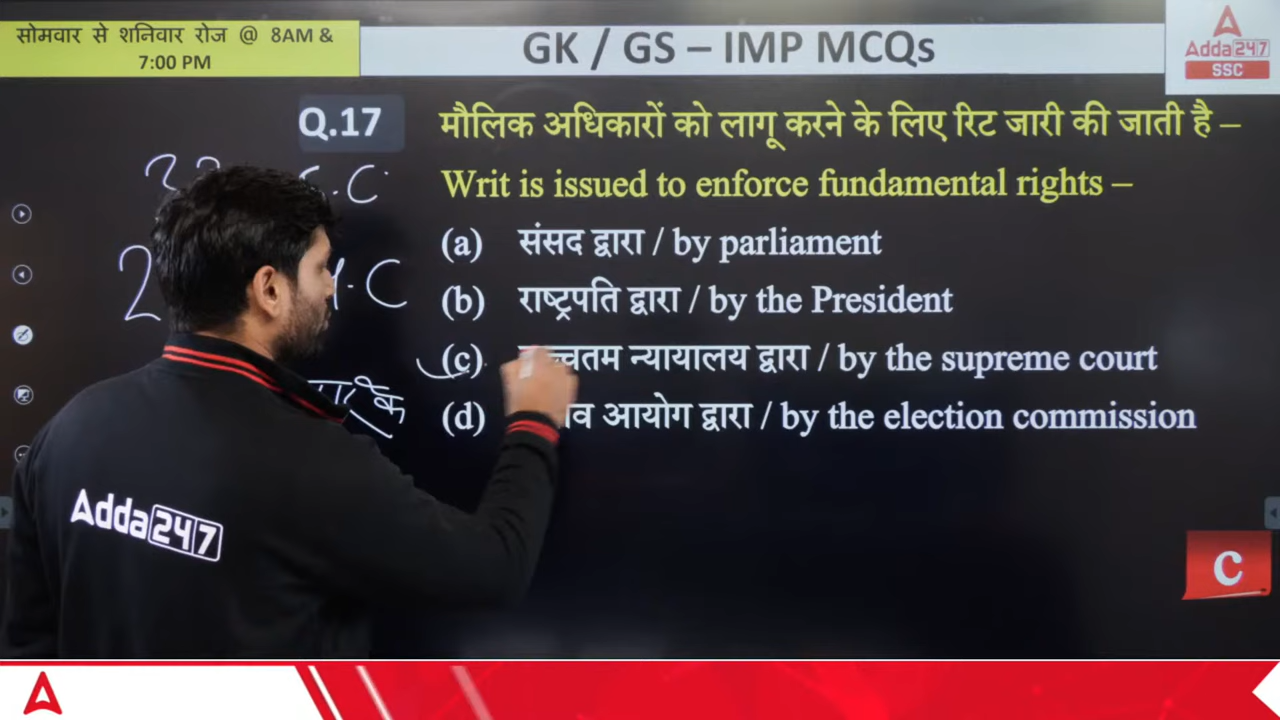 सोमवार से शनिवार रोज @ 8AM &
7:00 PM
GK / GS – IMP MCQs
Adda247
SSC
Q.17 मौलिक अधिकारों को लागू करने के लिए रिट जारी की जाती है –
Writ is issued to enforce fundamental rights –
(a) संसद द्वारा / by parliament
(b) राष्ट्रपति द्वारा / by the President
(c) न्यायालय द्वारा / by the supreme court
(d) आयोग द्वारा / by the election commission
.C
2 .C
Adda247
C